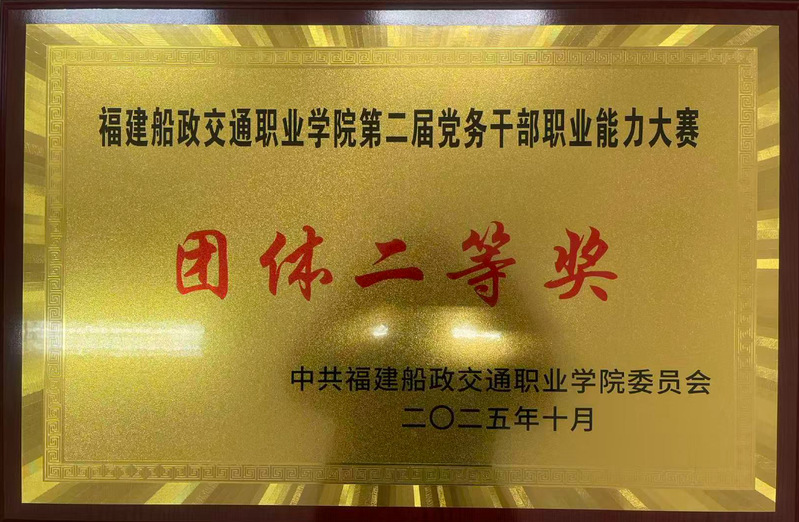 福建船政交通职业学院第二届党务干部职业能力大赛
团体二等奖
中共福建船政交通职业学院委员会
二〇二五年十月